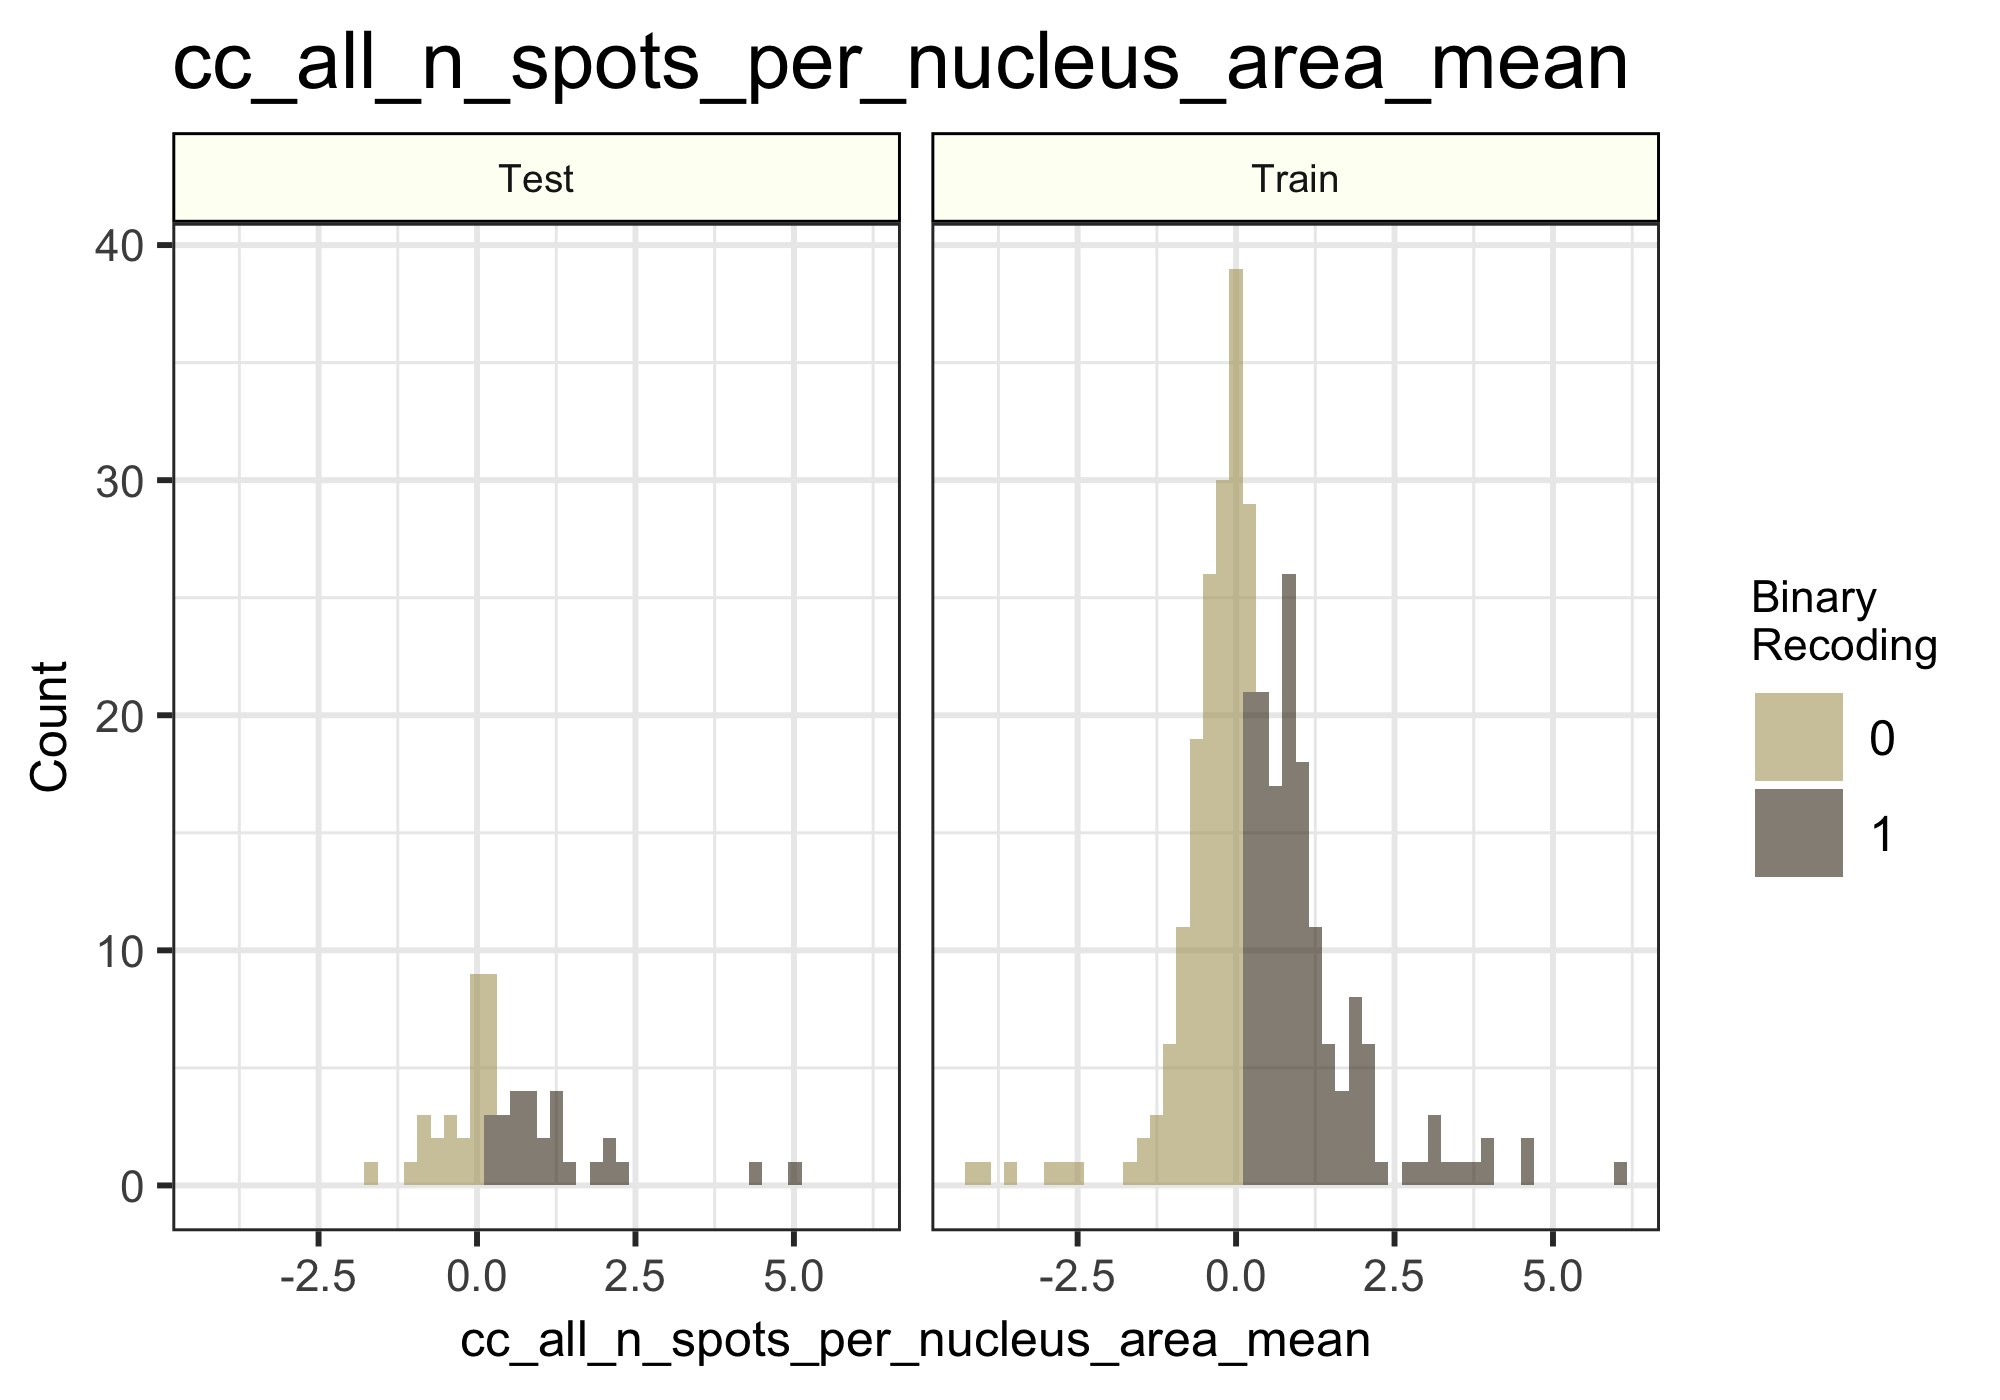 cc_all_n_spots_per_nucleus_area_mean
Test
Train
40
30
20
10
0
Count
-2.5 0.0 2.5 5.0
-2.5 0.0 2.5 5.0
cc_all_n_spots_per_nucleus_area_mean
Binary
Recoding
0
1